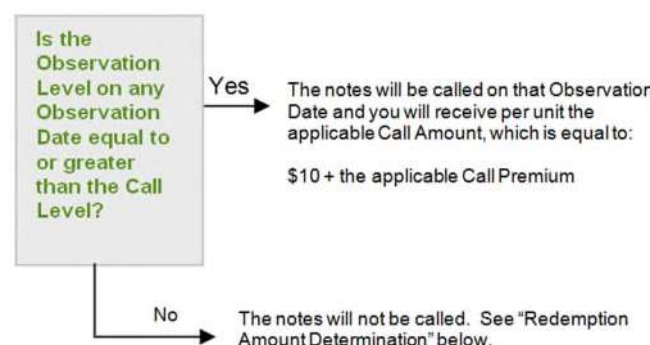 Is the
Observation
Level on any
Observation
Date equal to
or greater
than the Call
Level?
Yes
The notes will be called on that Observation
Date and you will receive per unit the
applicable Call Amount, which is equal to:
$10 + the applicable Call Premium
No
The notes will not be called. See “Redemption
Amount Determination” below.